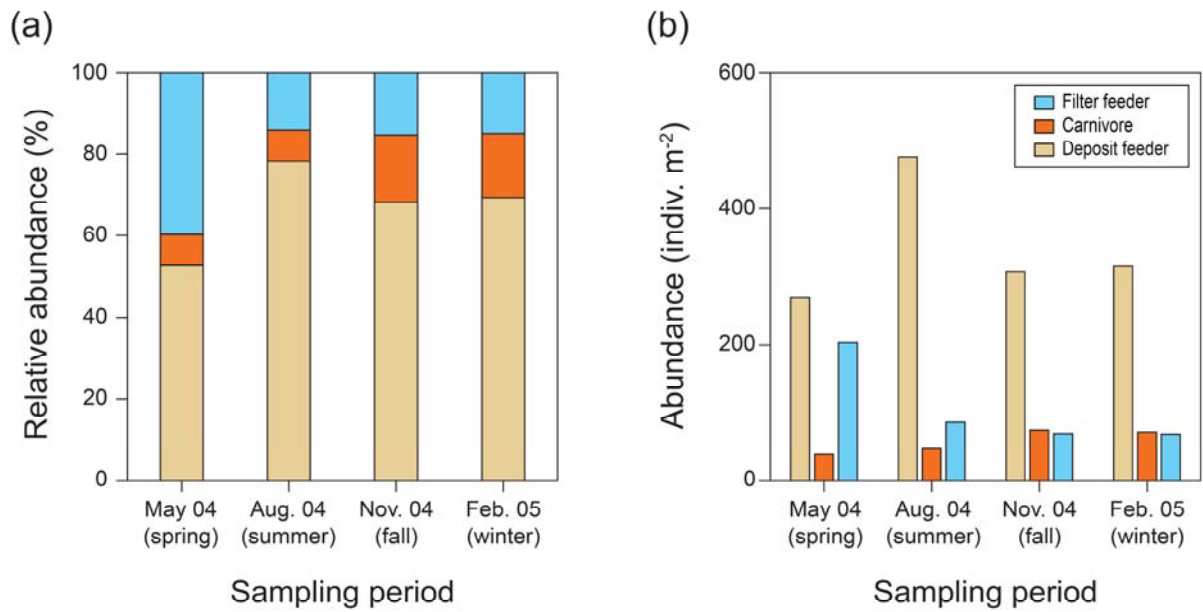 (a)
Relative abundance (%)
100
80
60
40
20
0
May 04
(spring)
Aug. 04
(summer)
Nov. 04
(fall)
Feb. 05
(winter)
Sampling period
(b)
Abundance (indiv. m-2)
600
400
200
0
Filter feeder
Carnivore
Deposit feeder
May 04
(spring)
Aug. 04
(summer)
Nov. 04
(fall)
Feb. 05
(winter)
Sampling period